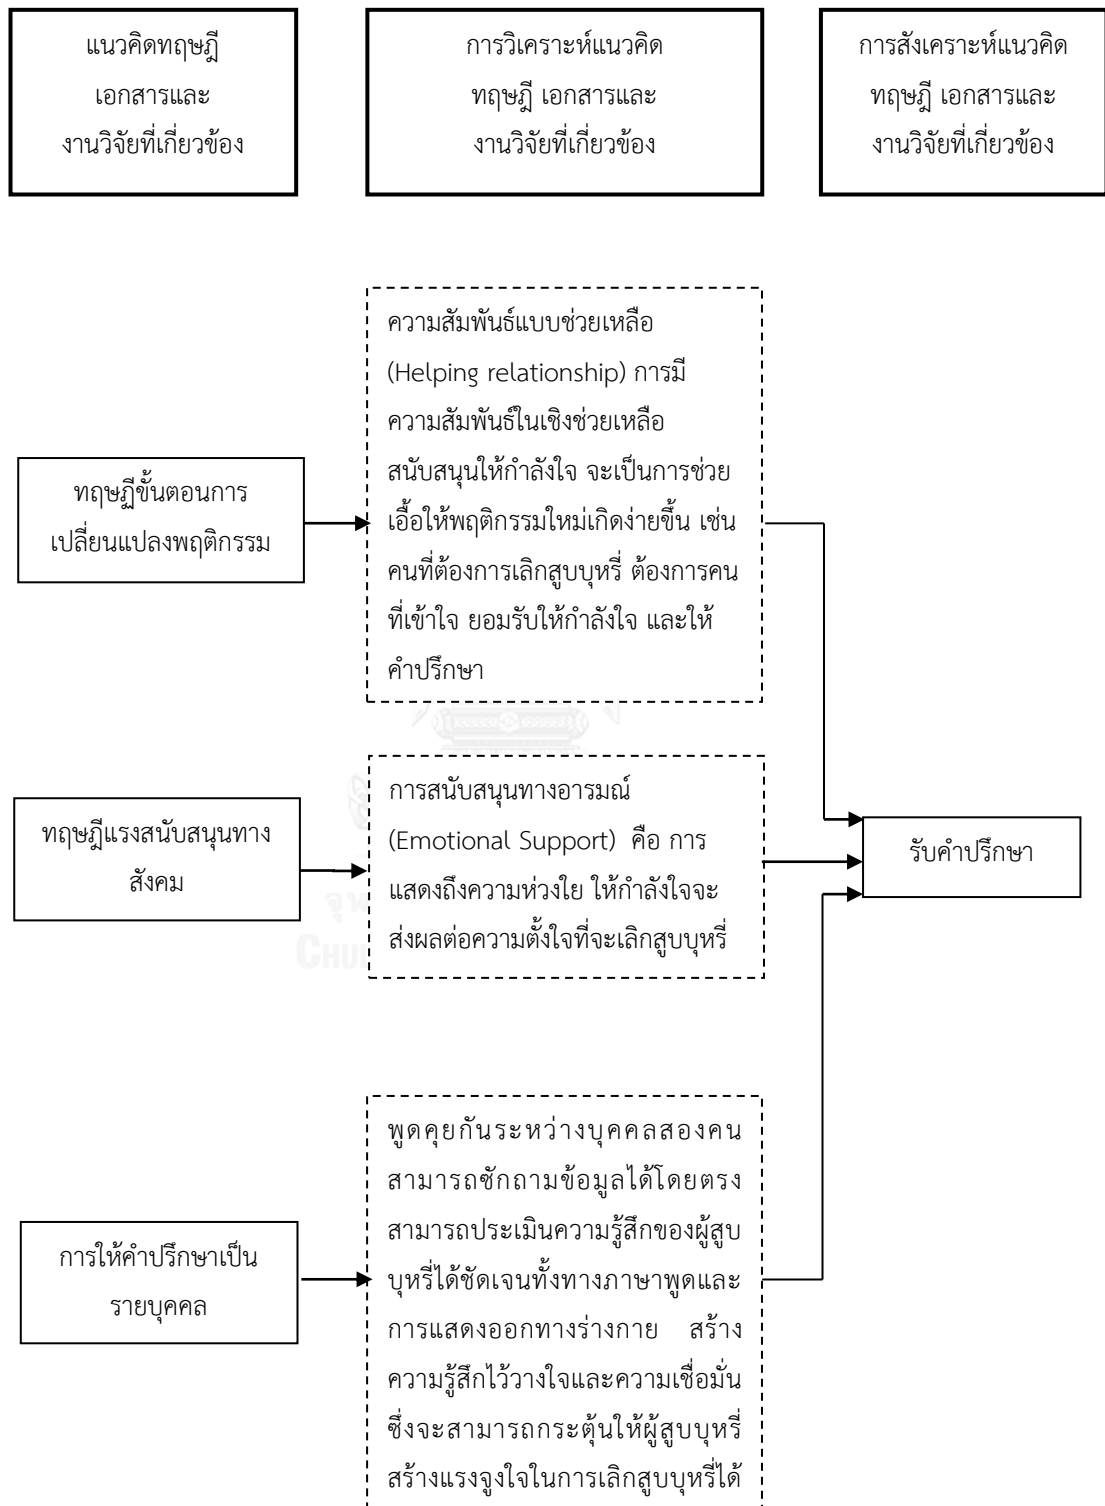 แนวคิดทฤษฎี
เอกสารและ
งานวิจัยที่เกี่ยวข้อง
การวิเคราะห์แนวคิด
ทฤษฎี เอกสารและ
งานวิจัยที่เกี่ยวข้อง
การสังเคราะห์แนวคิด
ทฤษฎี เอกสารและ
งานวิจัยที่เกี่ยวข้อง
ทฤษฏีขั้นตอนการ
เปลี่ยนแปลงพฤติกรรม
ความสัมพันธ์แบบช่วยเหลือ
(Helping relationship) การมี
ความสัมพันธ์ในเชิงช่วยเหลือ
สนับสนุนให้กำลังใจ จะเป็นการช่วย
เอื้อให้พฤติกรรมใหม่เกิดง่ายขึ้น เช่น
คนที่ต้องการเลิกสูบบุหรี่ ต้องการคน
ที่เข้าใจ ยอมรับให้กำลังใจ และให้
คำปรึกษา
ทฤษฎีแรงสนับสนุนทาง
สังคม
การสนับสนุนทางอารมณ์
(Emotional Support) คือ การ
แสดงถึงความห่วงใย ให้กำลังใจจะ
ส่งผลต่อความตั้งใจที่จะเลิกสูบบุหรี่
รับคำปรึกษา
การให้คำปรึกษาเป็น
รายบุคคล
พูดคุยกันระหว่างบุคคลสองคน
สามารถซักถามข้อมูลได้โดยตรง
สามารถประเมินความรู้สึกของผู้สูบ
บุหรี่ได้ชัดเจนทั้งทางภาษาพูดและ
การแสดงออกทางร่างกาย สร้าง
ความรู้สึกไว้วางใจและความเชื่อมั่น
ซึ่งจะสามารถกระตุ้นให้ผู้สูบบุหรี่
สร้างแรงจูงใจในการเลิกสูบบุหรี่ได้